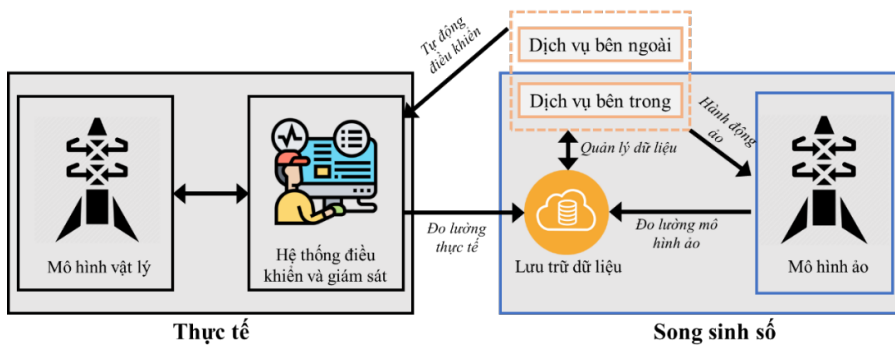 Tự động
điều khiển
Dịch vụ bên ngoài
Dịch vụ bên trong
Hành động
ảo
Quản lý dữ liệu
Mô hình vật lý
Hệ thống điều
khiển và giám sát
Đo lường
thực tế
Lưu trữ dữ liệu
Đo lường mô
hình ảo
Mô hình ảo
Thực tế
Song sinh số